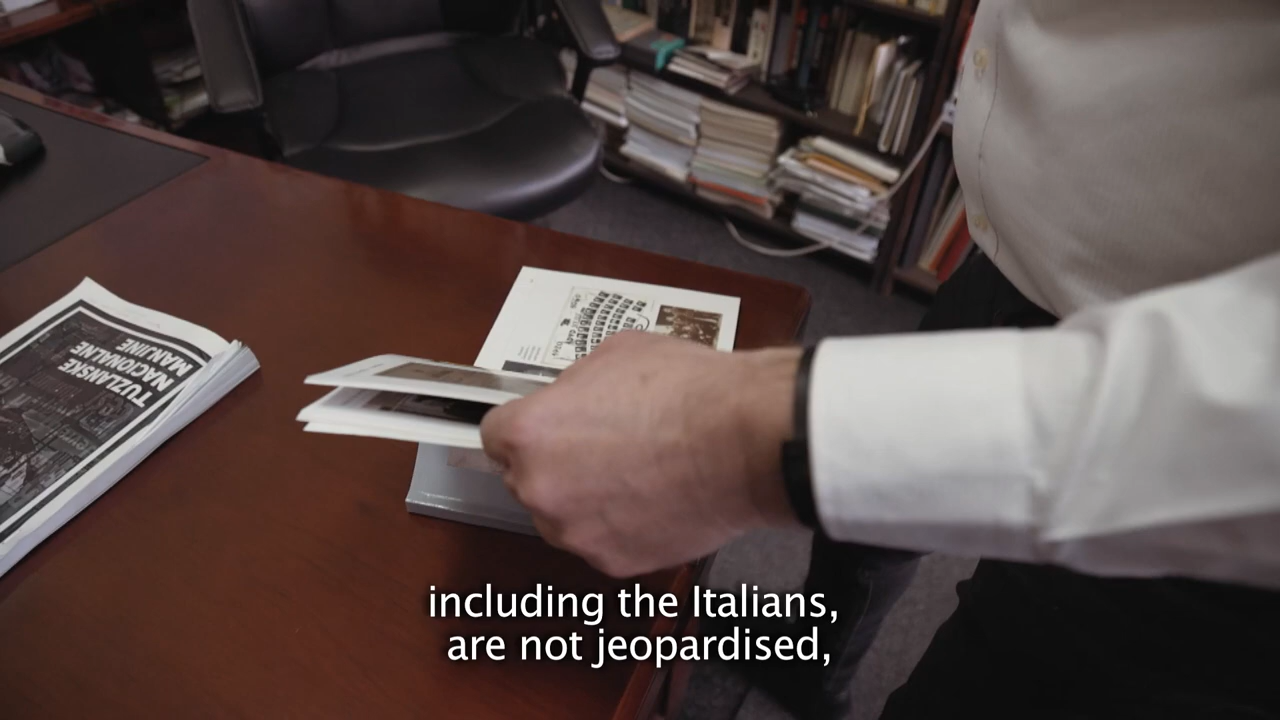 TUZLANSKE
NACIONALNE
MANJINE
including the Italians,
are not jeopardised,